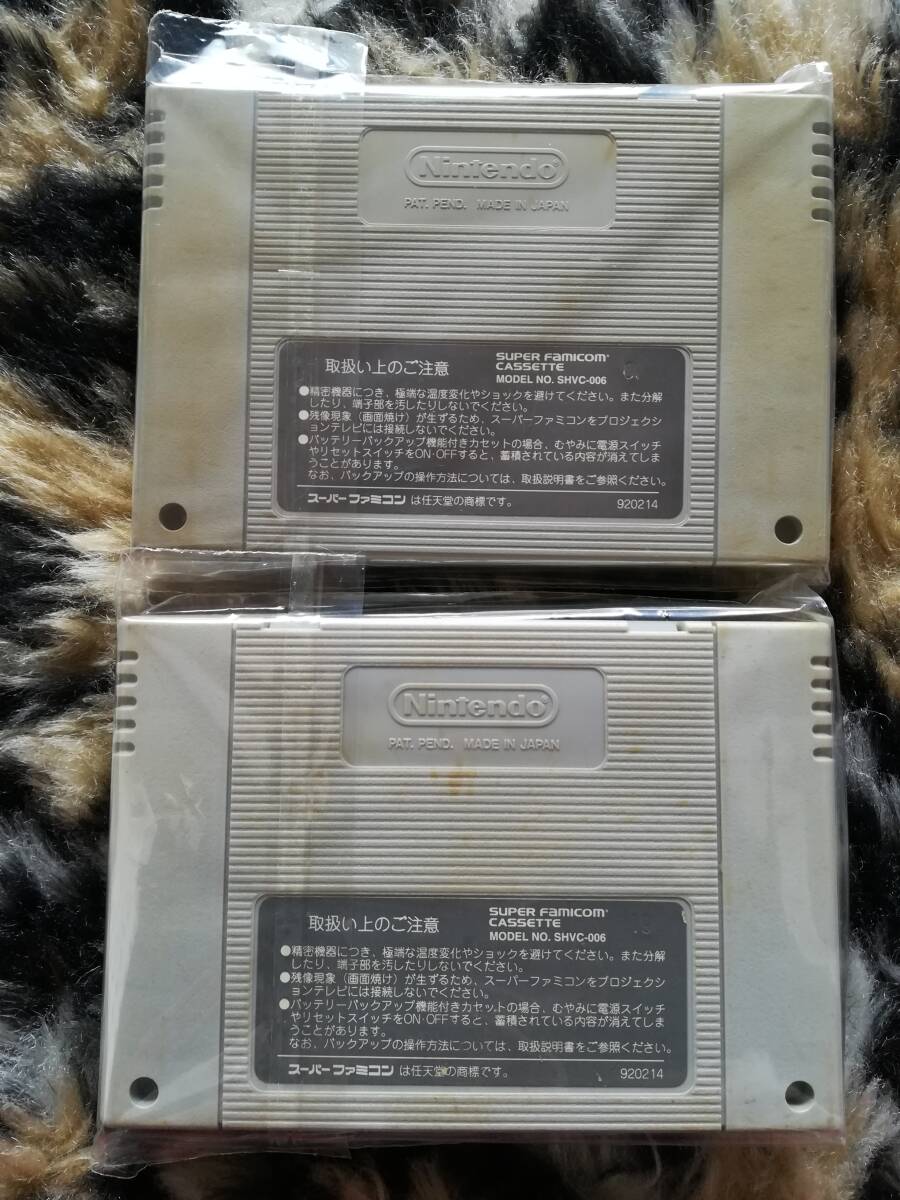 Nintendo
PAT. PEND. MADE IN JAPAN
取扱い上のご注意
SUPER FAMICOM
CASSETTE
MODEL NO. SHVC-006
●精密機器につき、極端な温度変化やショックを避けてください。また分解
したり、端子部を汚したりしないでください。
●残像現象（画面焼け）が生ずるため、スーパーファミコンをプロジェクシ
ョンテレビには接続しないでください。
●バッテリーバックアップ機能付きカセットの場合、むやみに電源スイッチ
やリセットスイッチをON・OFFすると、蓄積されている内容が消えてしま
うことがあります。
なお、バックアップの操作方法については、取扱説明書をご参照ください。
スーパーファミコン は任天堂の商標です。
920214
Nintendo
PAT. PEND. MADE IN JAPAN
取扱い上のご注意
SUPER FAMICOM
CASSETTE
MODEL NO. SHVC-006
●精密機器につき、極端な温度変化やショックを避けてください。また分解
したり、端子部を汚したりしないでください。
●残像現象（画面焼け）が生ずるため、スーパーファミコンをプロジェクシ
ョンテレビには接続しないでください。
●バッテリーバックアップ機能付きカセットの場合、むやみに電源スイッチ
やリセットスイッチをON・OFFすると、蓄積されている内容が消えてしま
うことがあります。
なお、バックアップの操作方法については、取扱説明書をご参照ください。
スーパーファミコン は任天堂の商標です。
920214